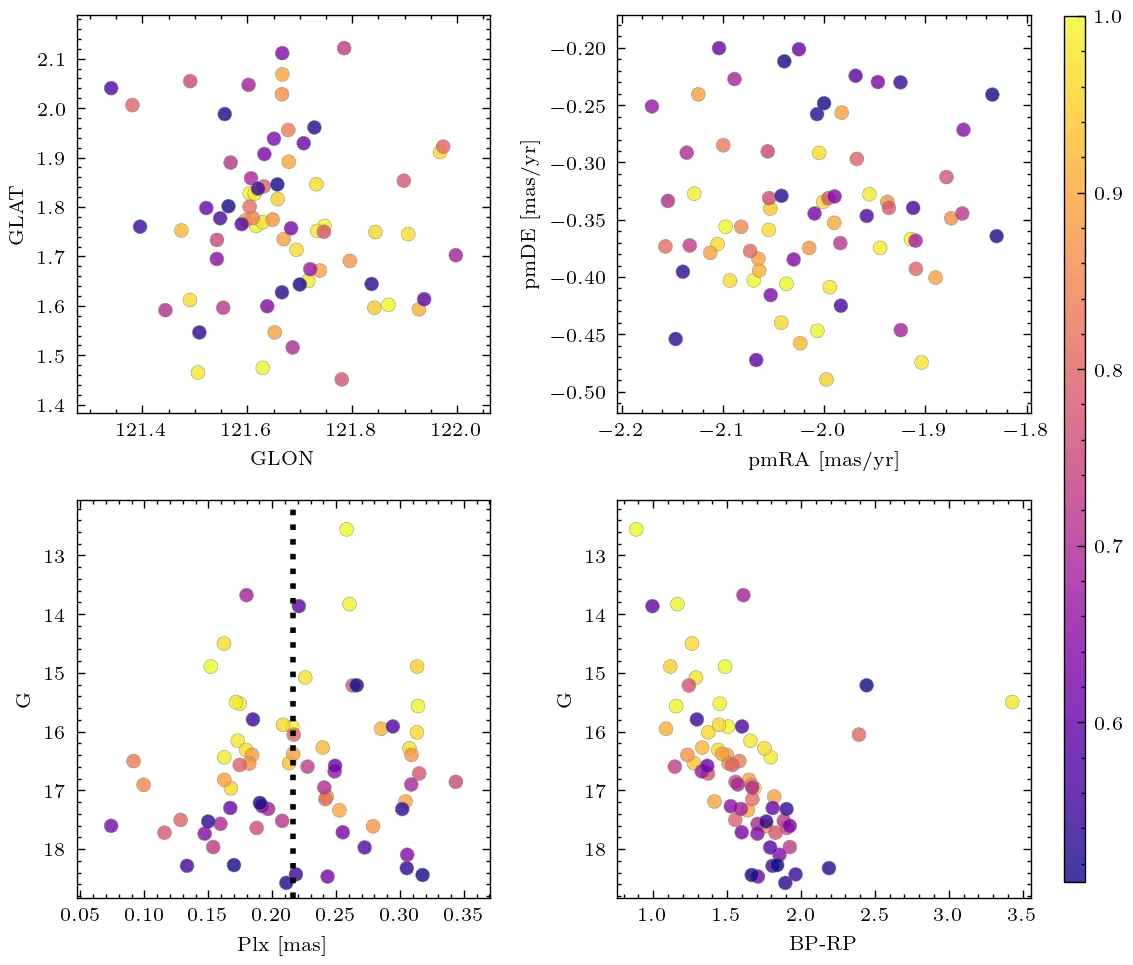 2.1
2.0
1.9
1.8
1.7
1.6
1.5
1.4
GLAT
121.4 121.6 121.8 122.0
GLON
−0.20
−0.25
−0.30
−0.35
−0.40
−0.45
−0.50
pmDE [mas/yr]
−2.2 −2.1 −2.0 −1.9 −1.8
pmRA [mas/yr]
1.0
0.9
0.8
0.7
0.6
13
14
15
16
17
18
G
0.05 0.10 0.15 0.20 0.25 0.30 0.35
Plx [mas]
13
14
15
16
17
18
G
1.0 1.5 2.0 2.5 3.0 3.5
BP-RP